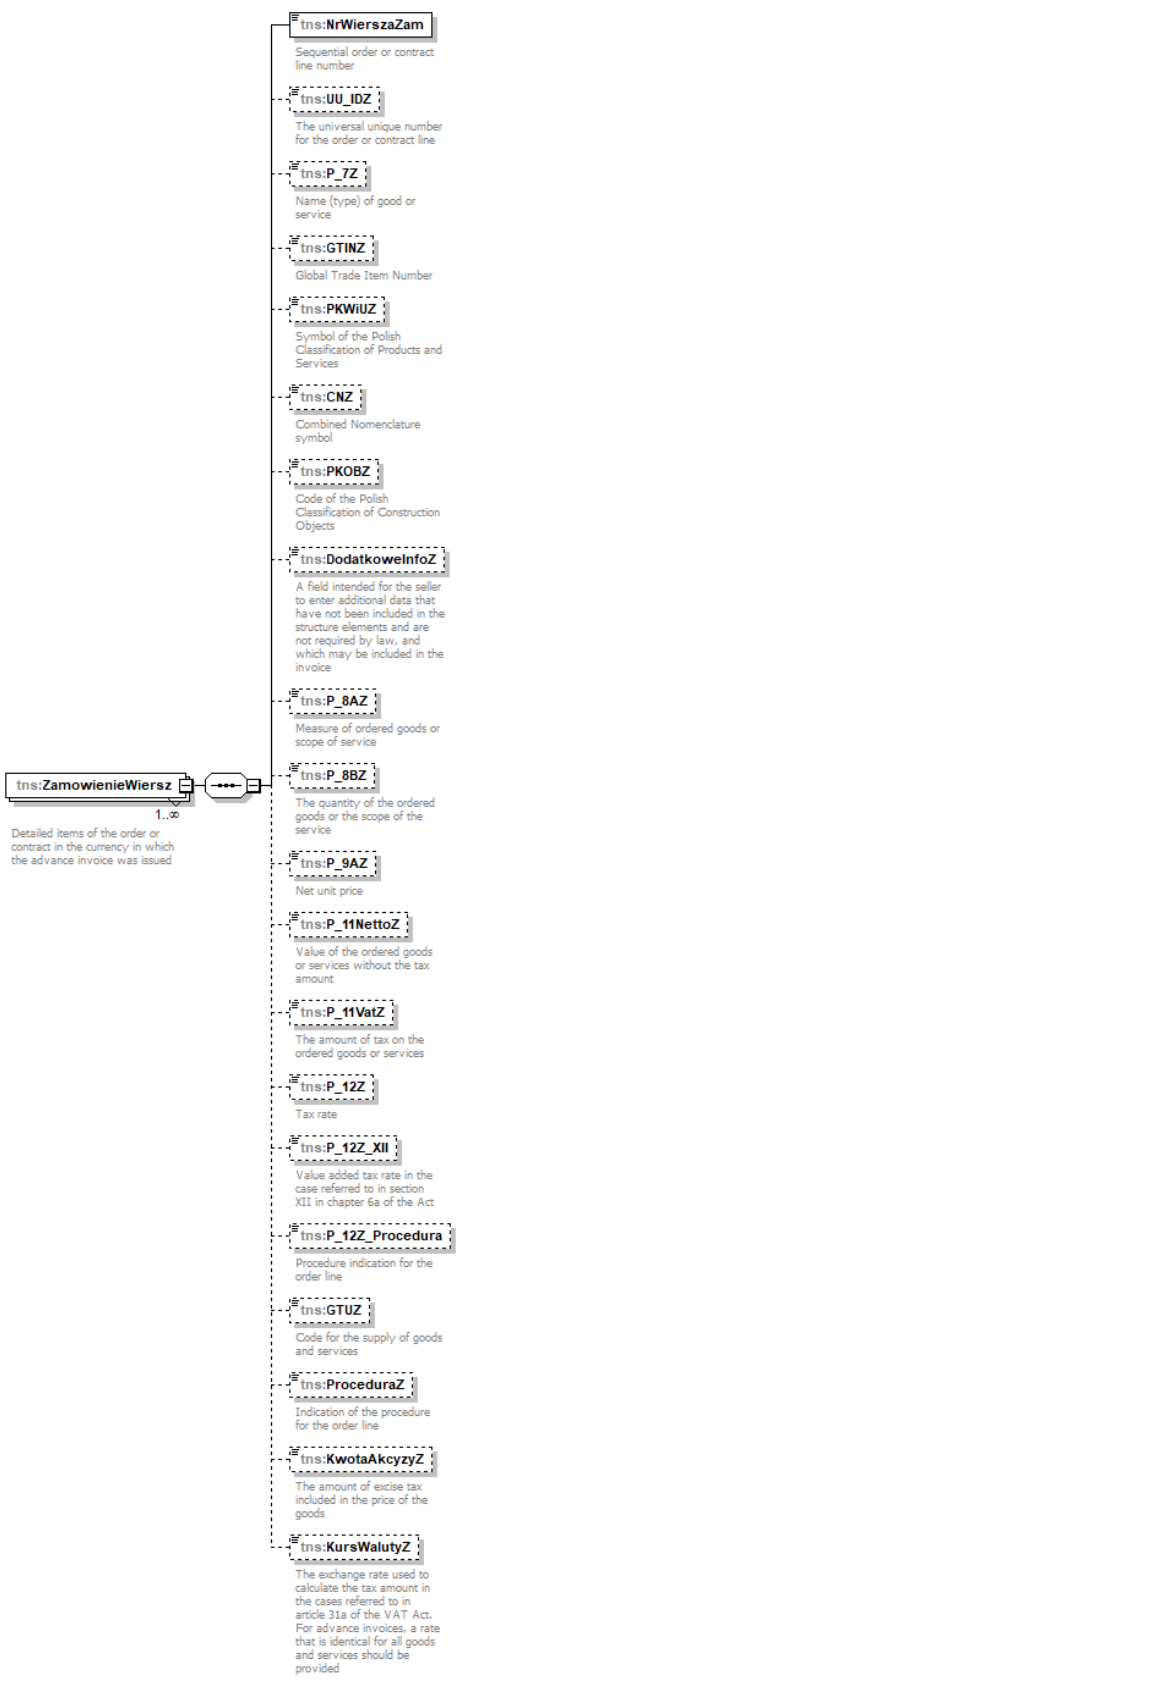 tns:NrWierszaZam
Sequential order or contract
line number
tns:UU_IDZ
The universal unique number
for the order or contract line
tns:P_7Z
Name (type) of good or
service
tns:GTINZ
Global Trade Item Number
tns:PKWiUZ
Symbol of the Polish
Classification of Products and
Services
tns:CNZ
Combined Nomenclature
symbol
tns:PKOBZ
Code of the Polish
Classification of Construction
Objects
tns:DodatkoweInfoZ
A field intended for the seller
to enter additional data that
have not been included in the
structure elements and are
not required by law, and
which may be included in the
invoice
tns:P_8AZ
Measure of ordered goods or
scope of service
tns:ZamowienieWiersz
1..∞
Detailed items of the order or
contract in the currency in which
the advance invoice was issued
tns:P_8BZ
The quantity of the ordered
goods or the scope of the
service
tns:P_9AZ
Net unit price
tns:P_11NettoZ
Value of the ordered goods
or services without the tax
amount
tns:P_11VatZ
The amount of tax on the
ordered goods or services
tns:P_12Z
Tax rate
tns:P_12Z_XII
Value added tax rate in the
case referred to in section
XII in chapter 6a of the Act
tns:P_12Z_Procedura
Procedure indication for the
order line
tns:GTUZ
Code for the supply of goods
and services
tns:ProceduraZ
Indication of the procedure
for the order line
tns:KwotaAkcyzyZ
The amount of excise tax
included in the price of the
goods
tns:KursWalutyZ
The exchange rate used to
calculate the tax amount in
the cases referred to in
article 31a of the VAT Act.
For advance invoices, a rate
that is identical for all goods
and services should be
provided